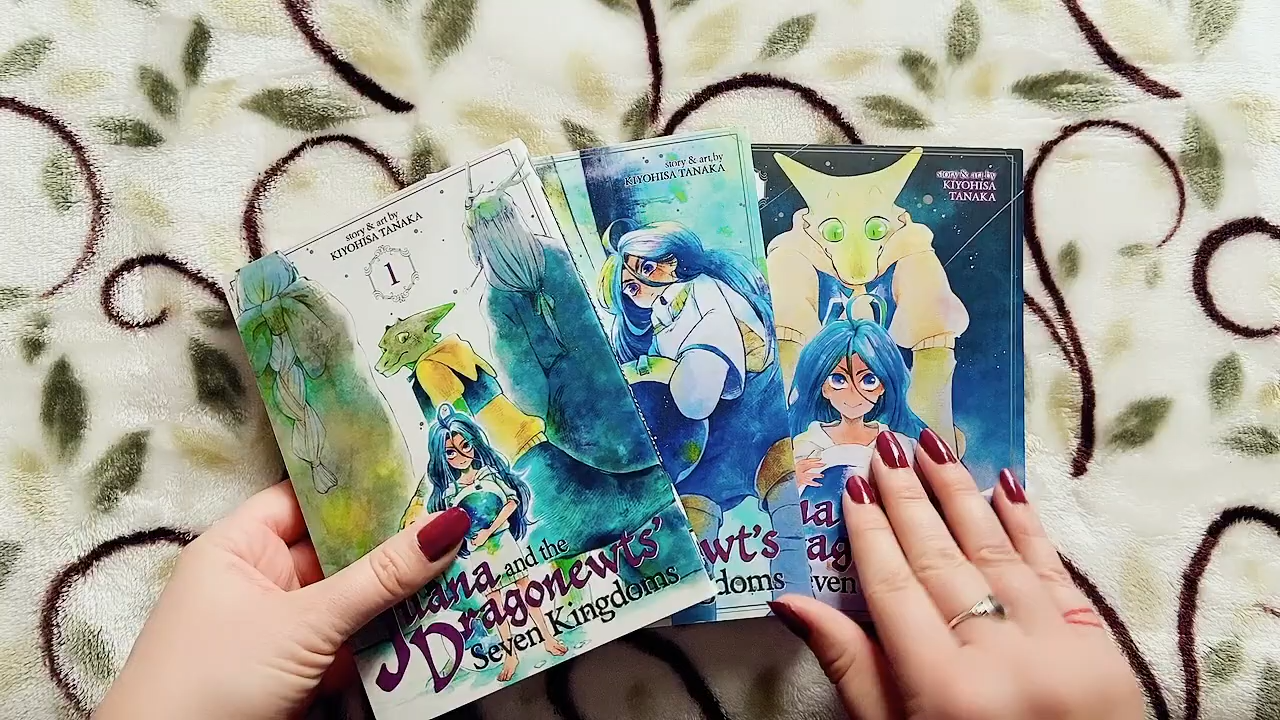 story & art by
KIYOHISA TANAKA
1
Juana and the
Dragonewts'
Seven Kingdoms
story & art by
KIYOHISA TANAKA
wt's
doms
story & art by
KIYOHISA
TANAKA